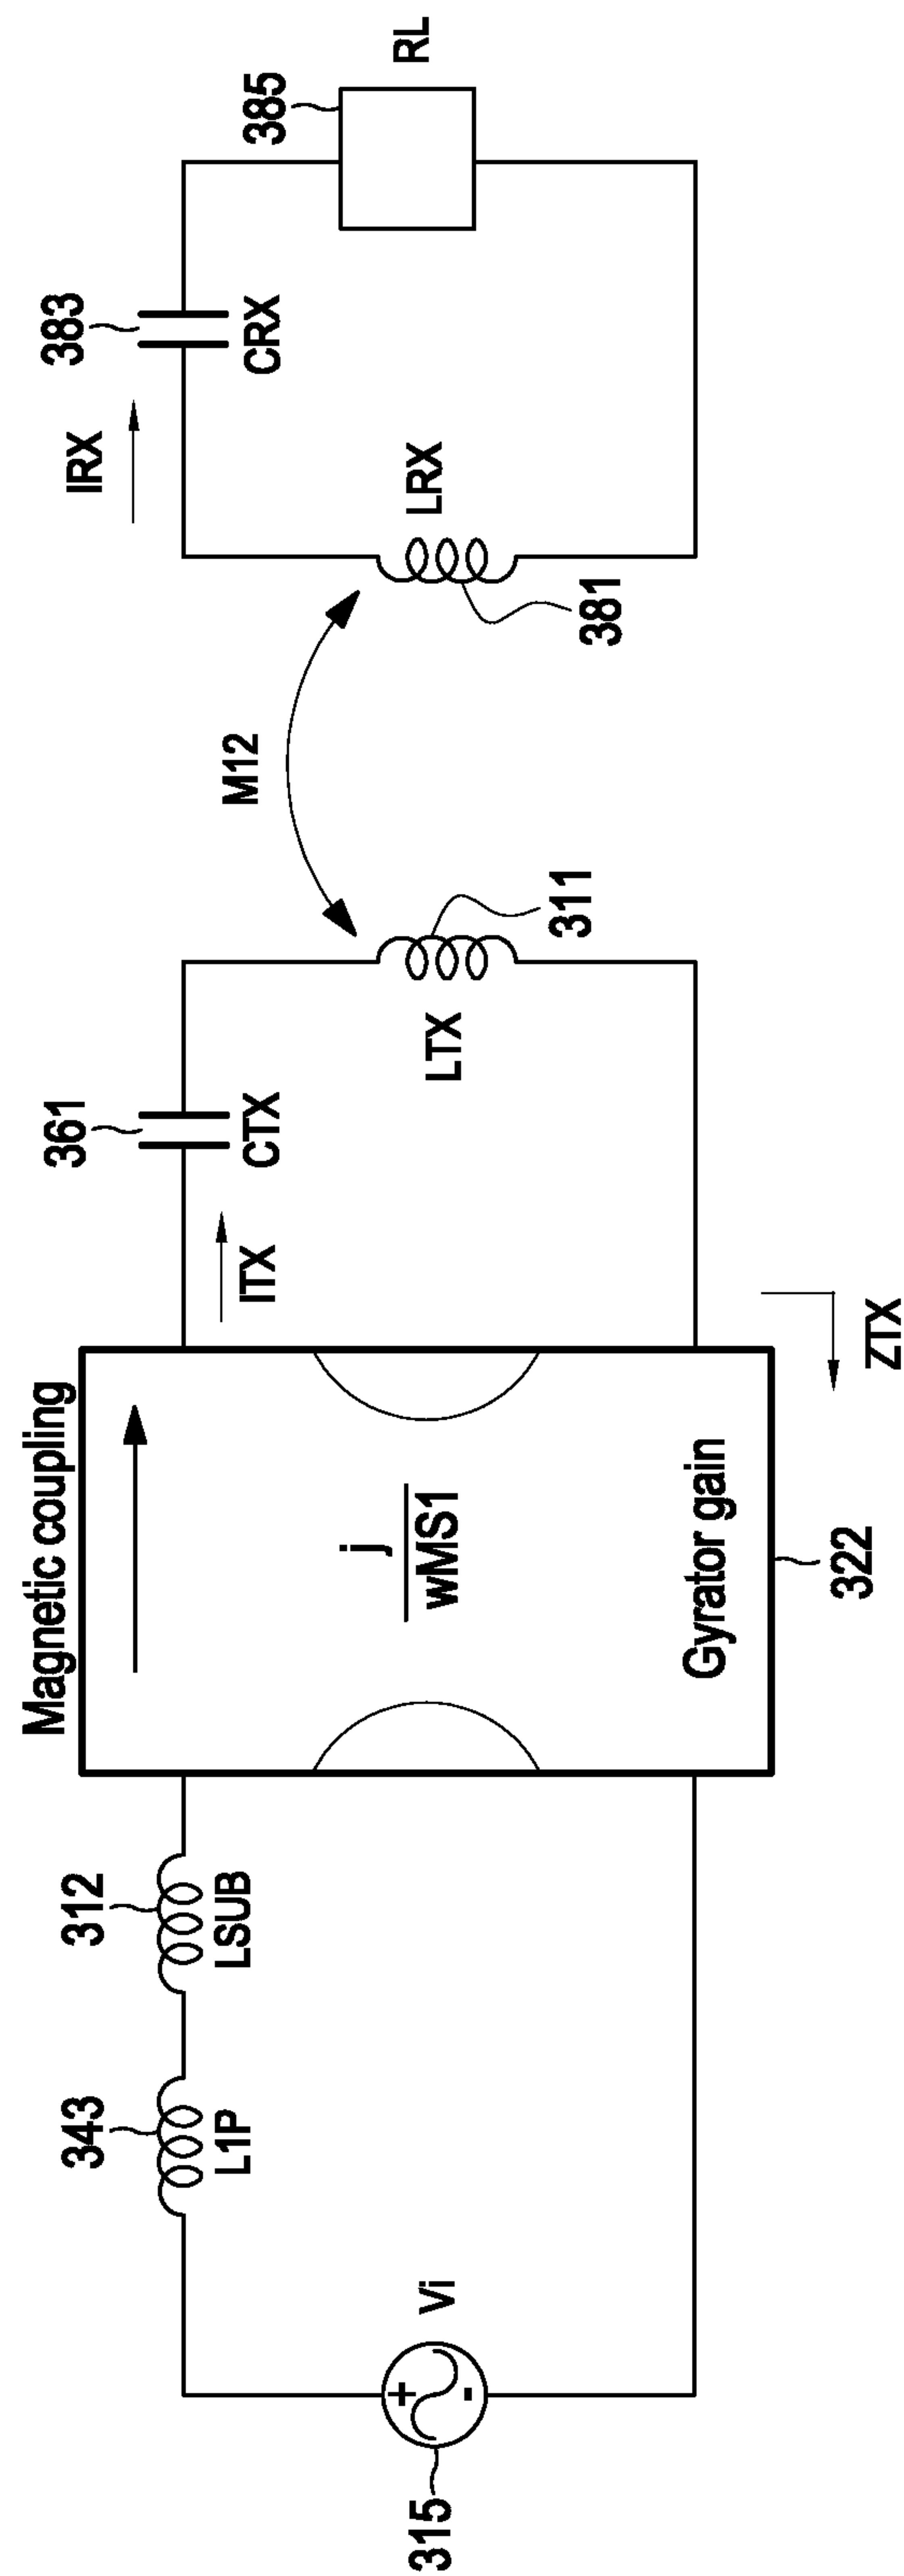 Magnetic coupling
343
L1P
312
LSUB
315
+
-
Vi
j
wMS1
Gyrator gain
322
ITX
361
CTX
LTX
311
ZTX
M12
IRX
383
CRX
LRX
381
385
RL